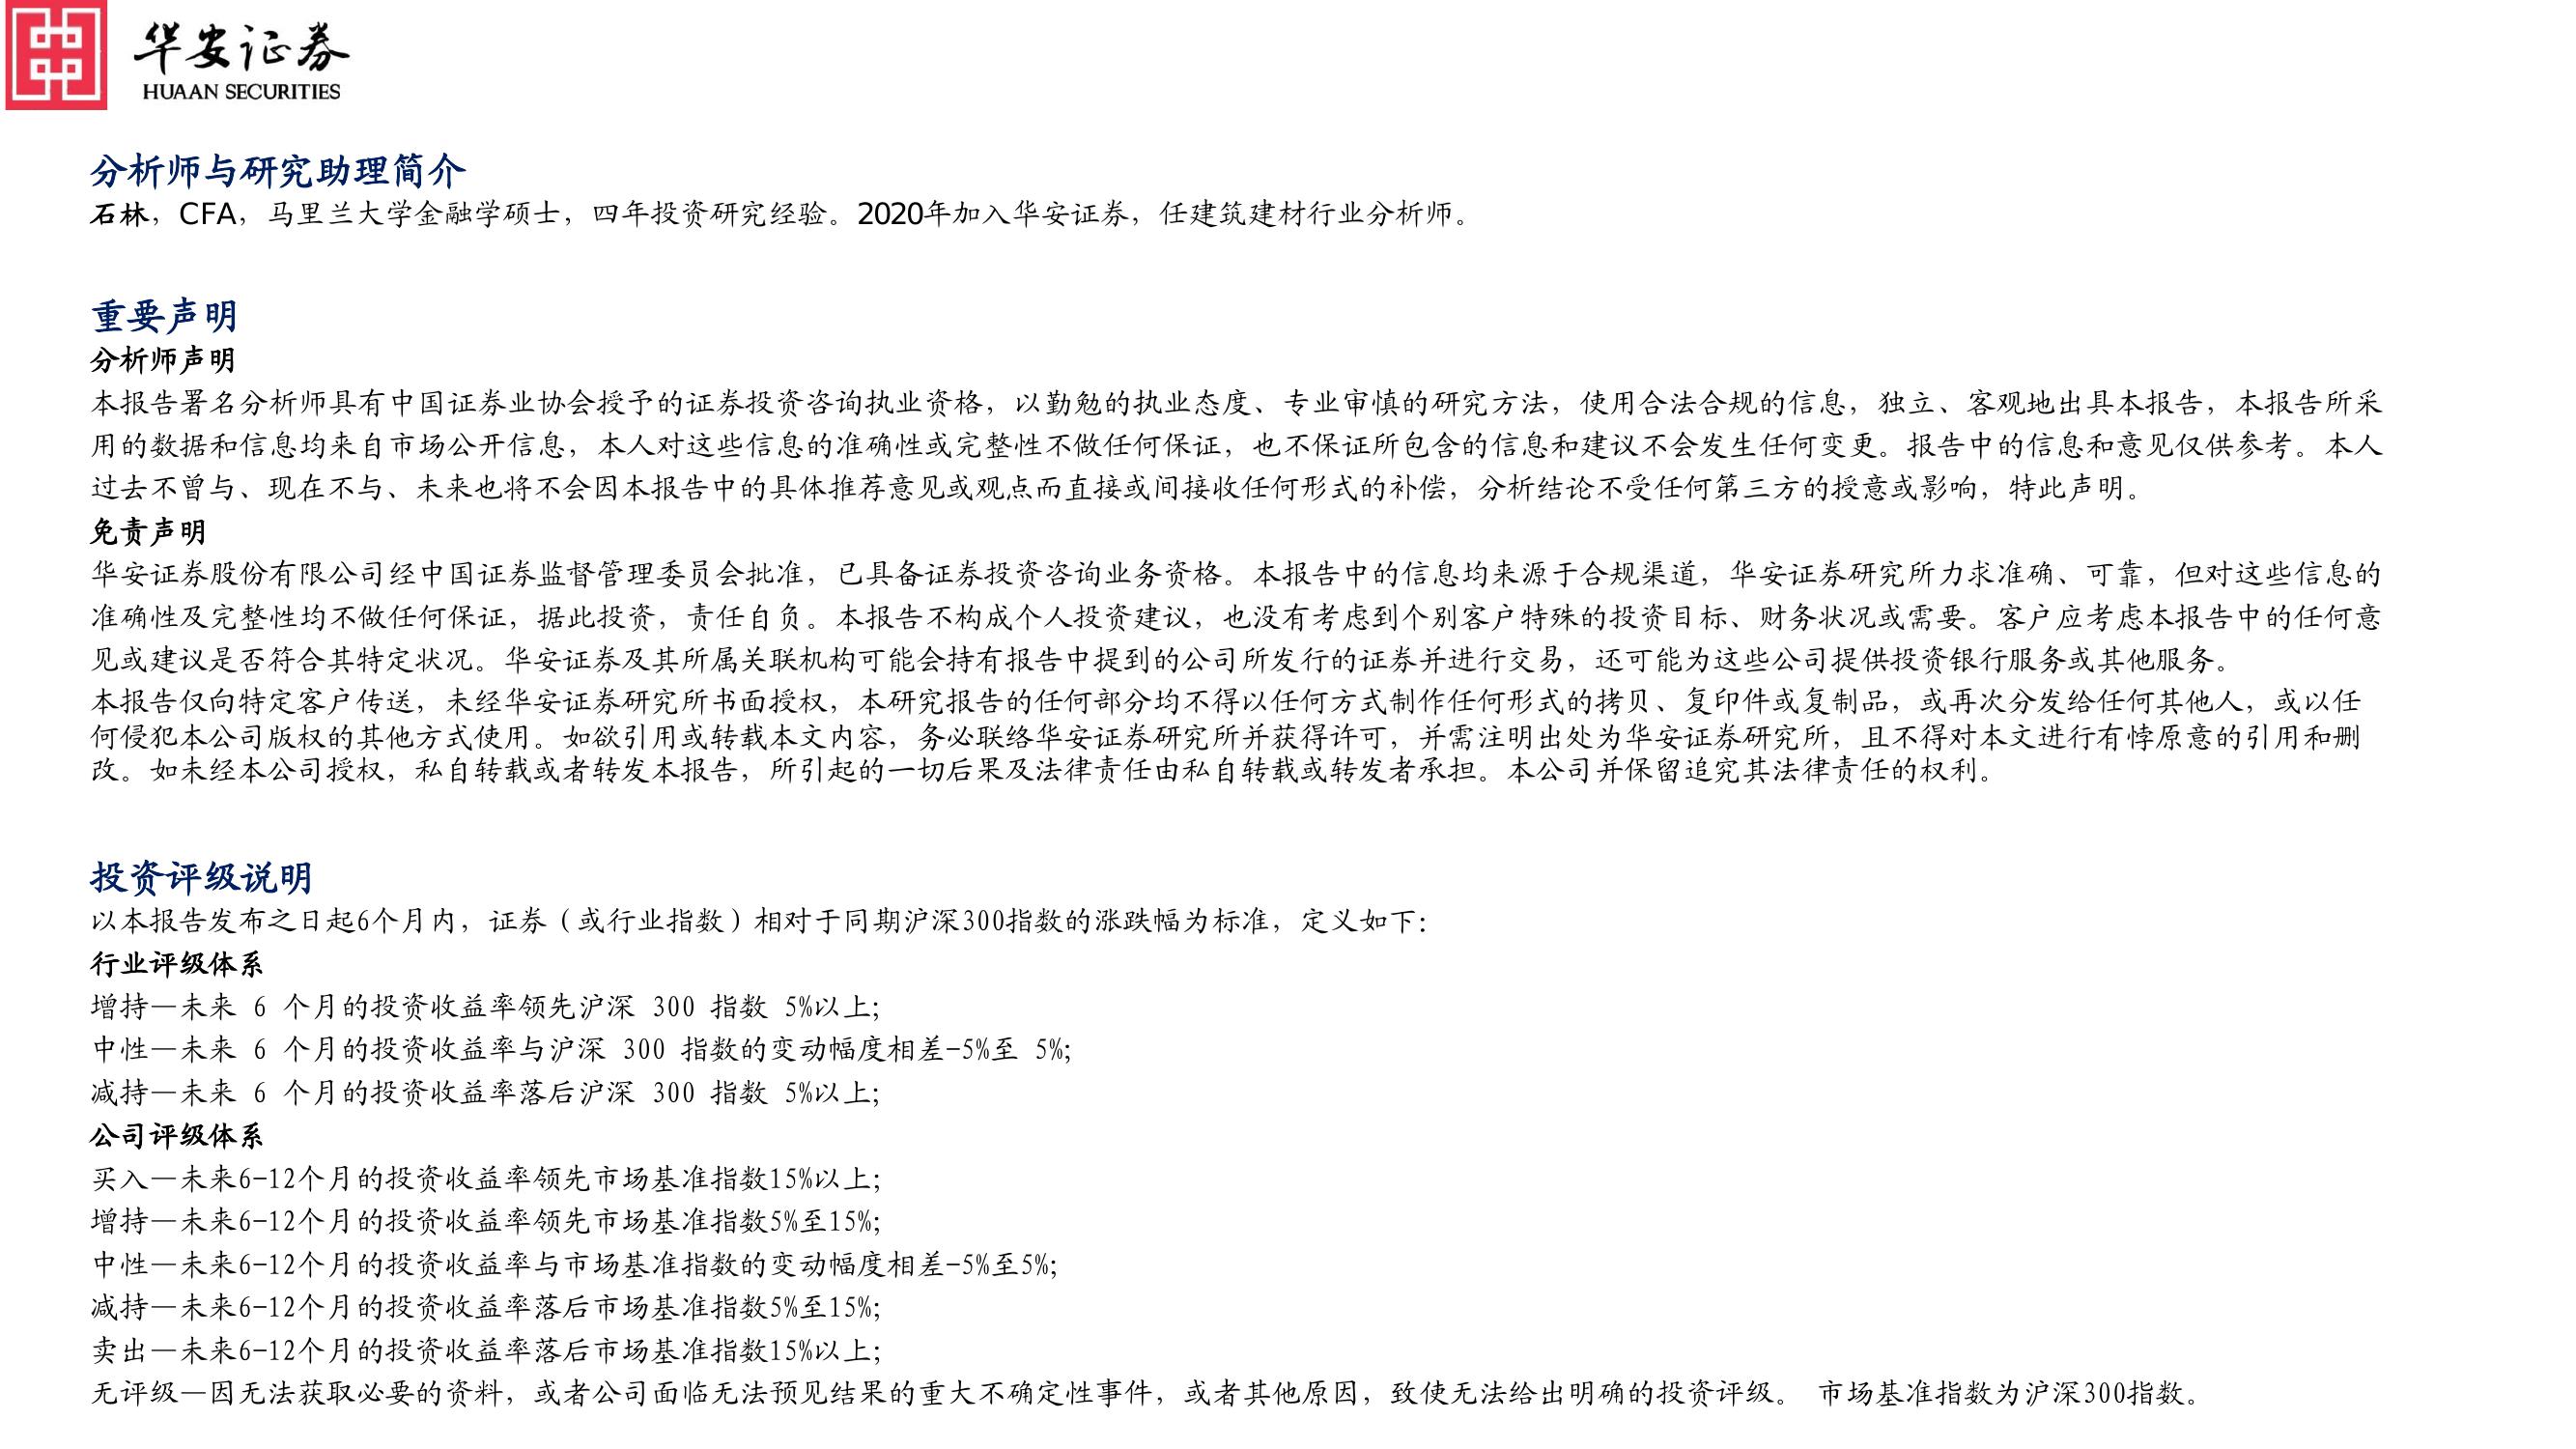 华安证券
HUAAN SECURITIES
分析师与研究助理简介
石林，CFA，马里兰大学金融学硕士，四年投资研究经验。2020年加入华安证券，任建筑建材行业分析师。
重要声明
分析师声明
本报告署名分析师具有中国证券业协会授予的证券投资咨询执业资格，以勤勉的执业态度、专业审慎的研究方法，使用合法合规的信息，独立、客观地出具本报告，本报告所采
用的数据和信息均来自市场公开信息，本人对这些信息的准确性或完整性不做任何保证，也不保证所包含的信息和建议不会发生任何变更。报告中的信息和意见仅供参考。本人
过去不曾与、现在不与、未来也将不会因本报告中的具体推荐意见或观点而直接或间接收任何形式的补偿，分析结论不受任何第三方的授意或影响，特此声明。
免责声明
华安证券股份有限公司经中国证券监督管理委员会批准，已具备证券投资咨询业务资格。本报告中的信息均来源于合规渠道，华安证券研究所力求准确、可靠，但对这些信息的
准确性及完整性均不做任何保证，据此投资，责任自负。本报告不构成个人投资建议，也没有考虑到个别客户特殊的投资目标、财务状况或需要。客户应考虑本报告中的任何意
见或建议是否符合其特定状况。华安证券及其所属关联机构可能会持有报告中提到的公司所发行的证券并进行交易，还可能为这些公司提供投资银行服务或其他服务。
本报告仅向特定客户传送，未经华安证券研究所书面授权，本研究报告的任何部分均不得以任何方式制作任何形式的拷贝、复印件或复制品，或再次分发给任何其他人，或以任
何侵犯本公司版权的其他方式使用。如欲引用或转载本文内容，务必联络华安证券研究所并获得许可，并需注明出处为华安证券研究所，且不得对本文进行有悖原意的引用和删
改。如未经本公司授权，私自转载或者转发本报告，所引起的一切后果及法律责任由私自转载或转发者承担。本公司并保留追究其法律责任的权利。
投资评级说明
以本报告发布之日起6个月内，证券（或行业指数）相对于同期沪深300指数的涨跌幅为标准，定义如下：
行业评级体系
增持—未来 6 个月的投资收益率领先沪深 300 指数 5%以上;
中性—未来 6 个月的投资收益率与沪深 300 指数的变动幅度相差-5%至 5%;
减持—未来 6 个月的投资收益率落后沪深 300 指数 5%以上;
公司评级体系
买入—未来6-12个月的投资收益率领先市场基准指数15%以上;
增持—未来6-12个月的投资收益率领先市场基准指数5%至15%;
中性—未来6-12个月的投资收益率与市场基准指数的变动幅度相差-5%至5%;
减持—未来6-12个月的投资收益率落后市场基准指数5%至15%;
卖出—未来6-12个月的投资收益率落后市场基准指数15%以上;
无评级—因无法获取必要的资料，或者公司面临无法预见结果的重大不确定性事件，或者其他原因，致使无法给出明确的投资评级。 市场基准指数为沪深300指数。